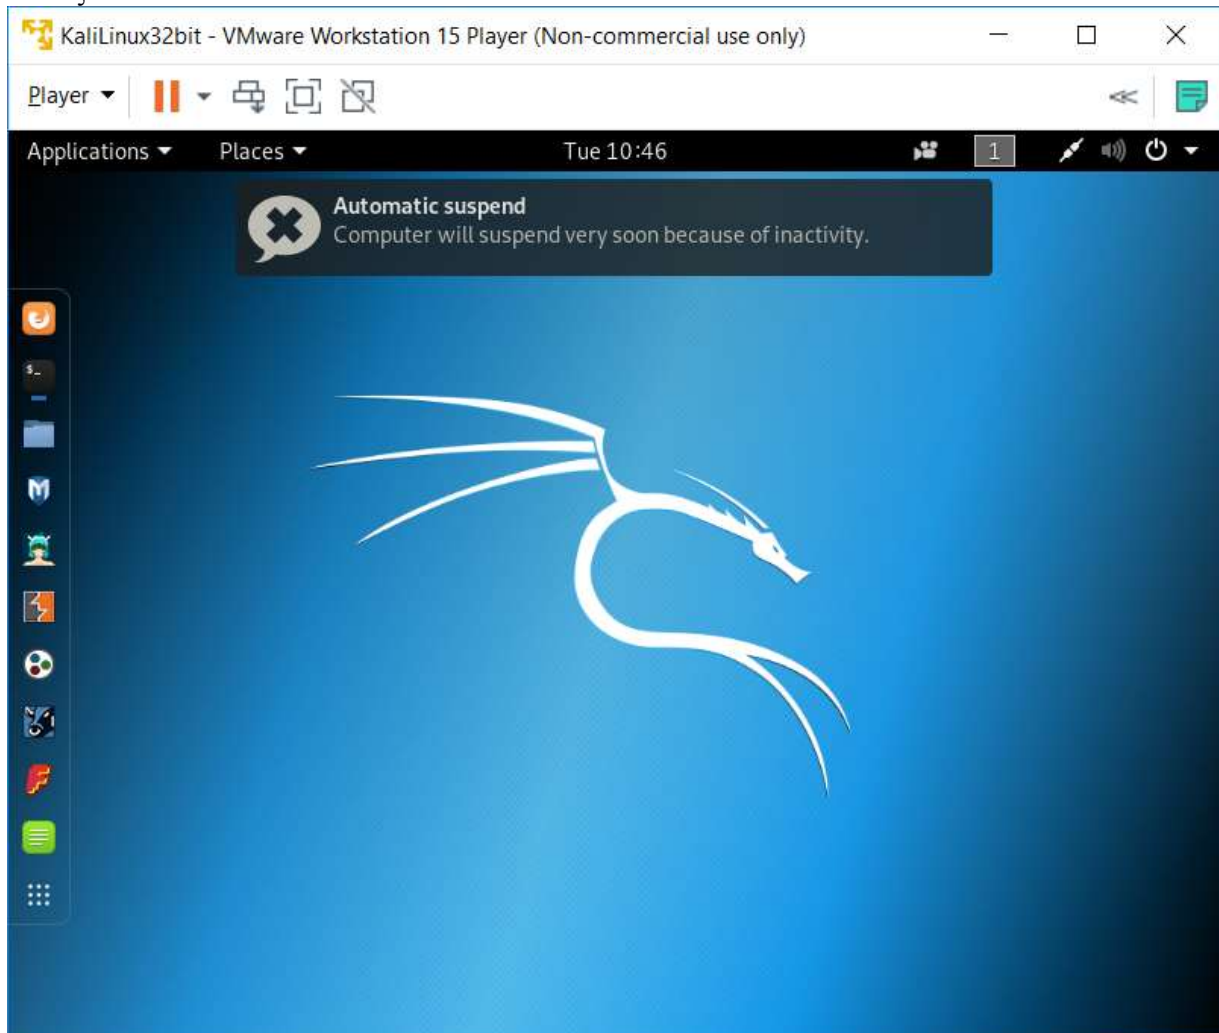 KaliLinux32bit - VMware Workstation 15 Player (Non-commercial use only)
Player
Applications Places Tue 10:46 1
Automatic suspend
Computer will suspend very soon because of inactivity.
$_